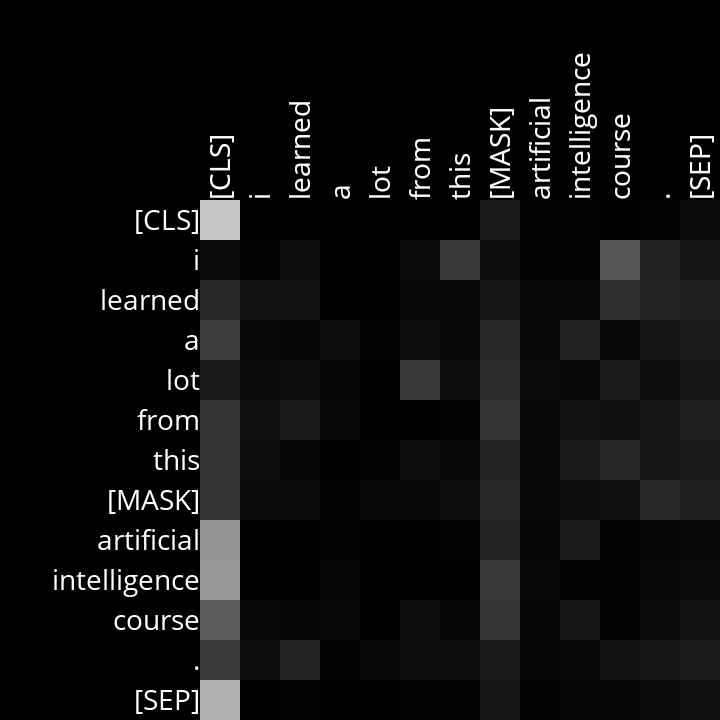 [CLS] i learned a lot from this [MASK] artificial intelligence course . [SEP]
[CLS]
i
learned
a
lot
from
this
[MASK]
artificial
intelligence
course
.
[SEP]